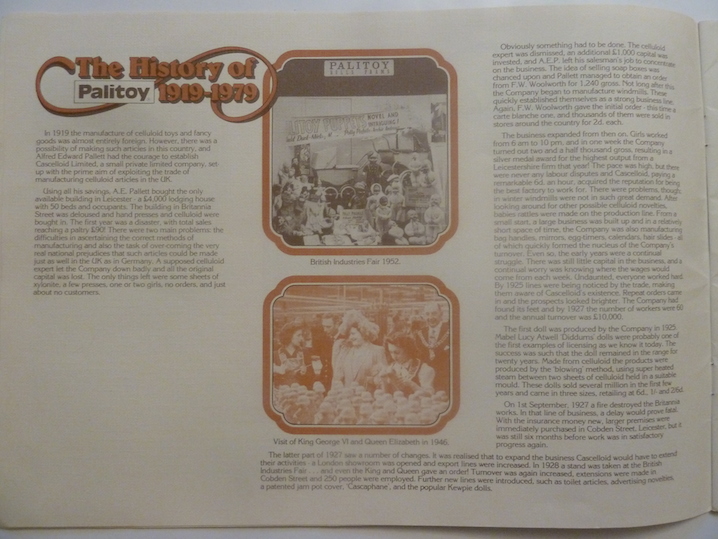 The History of
Palitoy 1919-1979
In 1919 the manufacture of celluloid toys and fancy
goods was almost entirely foreign. However, there was a
possibility of making such articles in this country, and
Alfred Edward Pallett had the courage to establish
Cascelloid Limited, a small private limited company, set
up with the prime aim of exploiting the trade of
manufacturing celluloid articles in the UK.
Using all his savings, A.E. Pallett bought the only
available building in Leicester - a £4,000 lodging house
with 50 beds and occupants. The building in Britannia
Street was deloused and hand presses and celluloid were
bought in. The first year was a disaster, with total sales
reaching a paltry £90! There were two main problems: the
difficulties in ascertaining the correct methods of
manufacturing and also the task of over-coming the very
real national prejudices that such articles could be made
just as well in the UK as in Germany. A supposed celluloid
expert let the Company down badly and all the original
capital was lost. The only things left were some sheets of
xylonite, a few presses, one or two girls, no orders, and just
about no customers.
PALITOY
British Industries Fair 1952.
Visit of King George VI and Queen Elizabeth in 1946.
Obviously something had to be done. The celluloid
expert was dismissed, an additional £1,000 capital was
invested, and A.E.P. left his salesman's job to concentrate
on the business. The idea of selling soap boxes was
chanced upon and Pallett managed to obtain an order
from F.W. Woolworth for 1,240 gross. Not long after this
the Company began to manufacture windmills. These
quickly established themselves as a strong business line.
Again, F.W. Woolworth gave the initial order - this time a
carte blanche one, and thousands of them were sold in
stores around the country for 2d. each.
The business expanded from then on. Girls worked
from 6 am to 10 pm, and in one week the Company
turned out two and a half thousand gross, resulting in a
silver medal award for the highest output from a
Leicestershire firm that year! The pace was high, but there
were never any labour disputes and Cascelloid, paying a
remarkable 6d. an hour, acquired the reputation for being
the best factory to work for. There were problems, though,
in winter windmills were not in such great demand. After
looking around for other possible celluloid novelties,
babies rattles were made on the production line. From a
small start, a large business was built up and in a relatively
short space of time, the Company was also manufacturing
bag handles, mirrors, egg-timers, calendars, hair slides - all
of which quickly formed the nucleus of the Company's
turnover. Even so, the early years were a continual
struggle. There was still little capital in the business, and a
continual worry was knowing where the wages would
come from each week. Undaunted, everyone worked hard.
By 1925 lines were being noticed by the trade, making
them aware of Cascelloid's existence. Repeat orders came
in and the prospects looked brighter. The Company had
found its feet and by 1927 the number of workers were 60
and the annual turnover was £10,000.
The first doll was produced by the Company in 1925
Mabel Lucy Atwell 'Diddums' dolls were probably one of
the first examples of licensing as we know it today. The
success was such that the doll remained in the range for
twenty years. Made from celluloid the products were
produced by the 'blowing' method, using super heated
steam between two sheets of celluloid held in a suitable
mould. These dolls sold several million in the first few
years and came in three sizes, retailing at 6d., 1/- and 2/6d.
On 1st September, 1927 a fire destroyed the Britannia
works. In that line of business, a delay would prove fatal.
With the insurance money new, larger premises were
immediately purchased in Cobden Street, Leicester, but it
was still six months before work was in satisfactory
progress again.
The latter part of 1927 saw a number of changes. It was realised that to expand the business Cascelloid would have to extend
their activities - a London showroom was opened and export lines were increased. In 1928 a stand was taken at the British
Industries Fair . . . and even the King and Queen gave an order! Turnover was again increased, extensions were made in
Cobden Street and 250 people were employed. Further new lines were introduced, such as toilet articles, advertising novelties,
a patented jam pot cover, 'Cascaphane', and the popular Kewpie dolls.